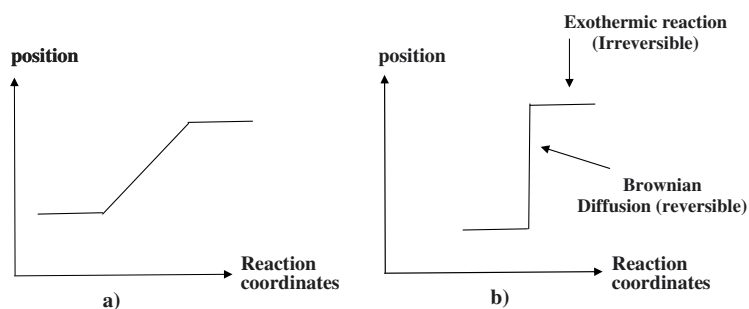 position
Reaction
coordinates
a)
Exothermic reaction
(Irreversible)
position
Brownian
Diffusion (reversible)
Reaction
coordinates
b)